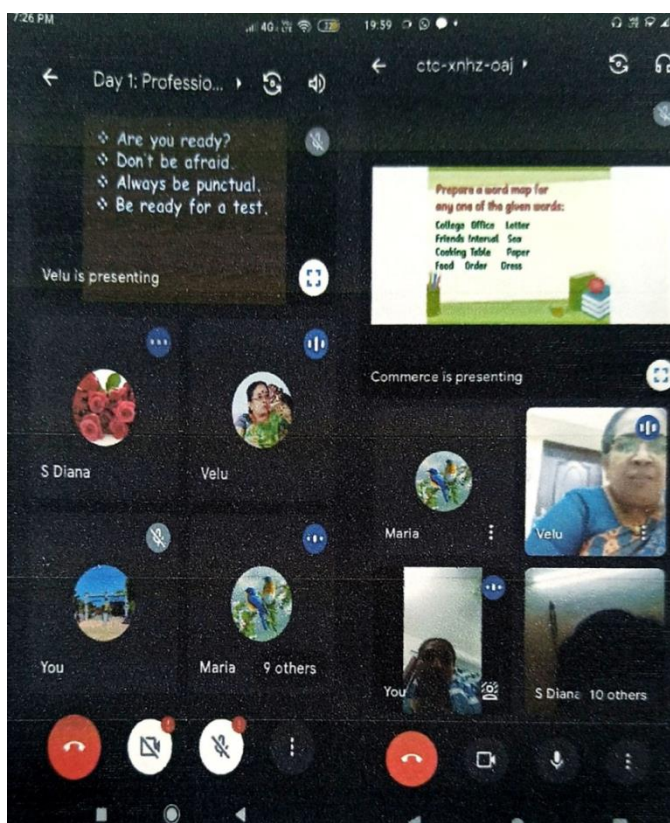 7:26 PM
4G
Day 1: Professio...
❖ Are you ready?
❖ Don't be afraid.
❖ Always be punctual.
❖ Be ready for a test.
Velu is presenting
S Diana
Velu
You
Maria 9 others
19:59
ctc-xnhz-oaj
Prepare a word map for
any one of the given words:
College Office Letter
Friends Interval Sea
Cooking Table Paper
Food Order Dress
Commerce is presenting
Maria
Velu
You
S Diana 10 others